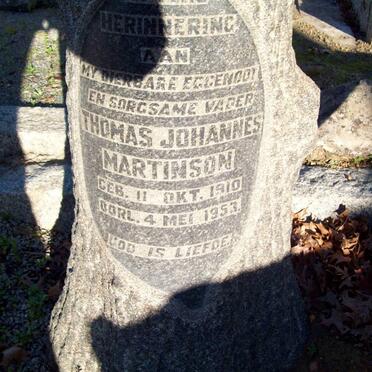 HERINNERING
AAN
MY DIERBARE EGGENOOT
EN SORGSAME VADER
THOMAS JOHANNES
MARTINSON
GEB. 11 OKT. 1910
OORL. 4 MEI 1953
GOD IS LIEFDE